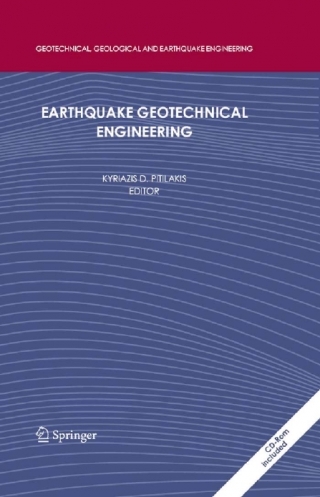 GEOTECHNICAL, GEOLOGICAL AND EARTHQUAKE ENGINEERING
EARTHQUAKE GEOTECHNICAL
ENGINEERING
KYRIAZIS D. PITILAKIS
EDITOR
Springer
CD-Rom
included